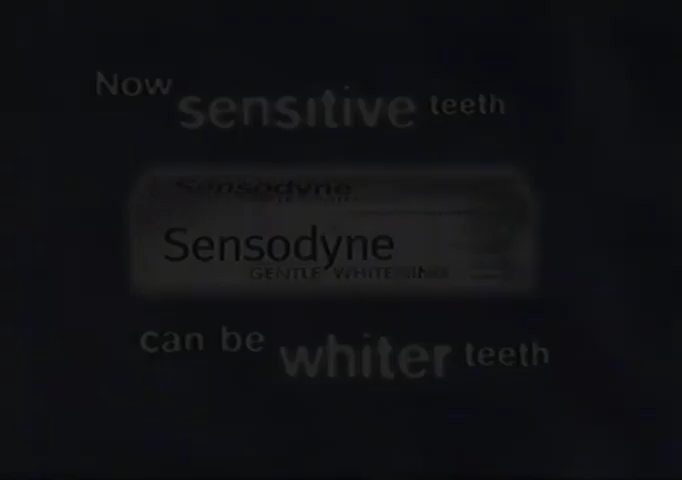 Now sensitive teeth
Sensodyne
Sensodyne
GENTLE WHITENING
can be whiter teeth